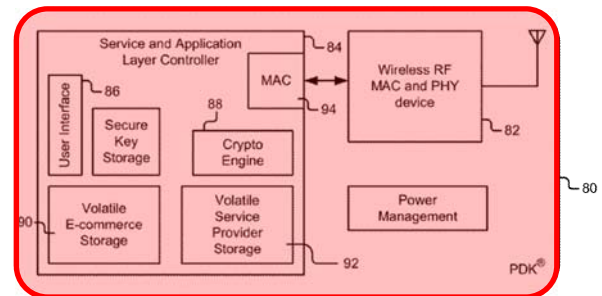 Service and Application
Layer Controller
84
MAC
94
Wireless RF
MAC and PHY
device
82
User Interface
86
Secure
Key
Storage
88
Crypto
Engine
80
Volatile
E-commerce
Storage
90
Volatile
Service
Provider
Storage
92
Power
Management
PDK®